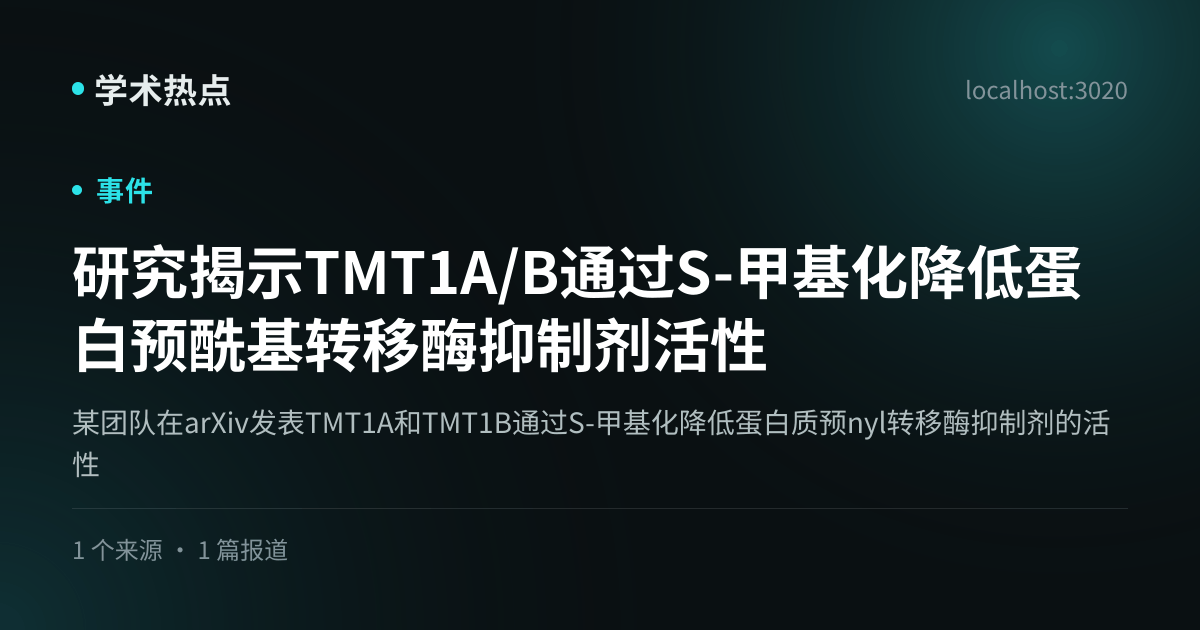 学术热点
localhost:3020
事件
研究揭示TMT1A/B通过S-甲基化降低蛋
白预酰基转移酶抑制剂活性
某团队在arXiv发表TMT1A和TMT1B通过S-甲基化降低蛋白质预nyl转移酶抑制剂的活
性
1 个来源 · 1 篇报道